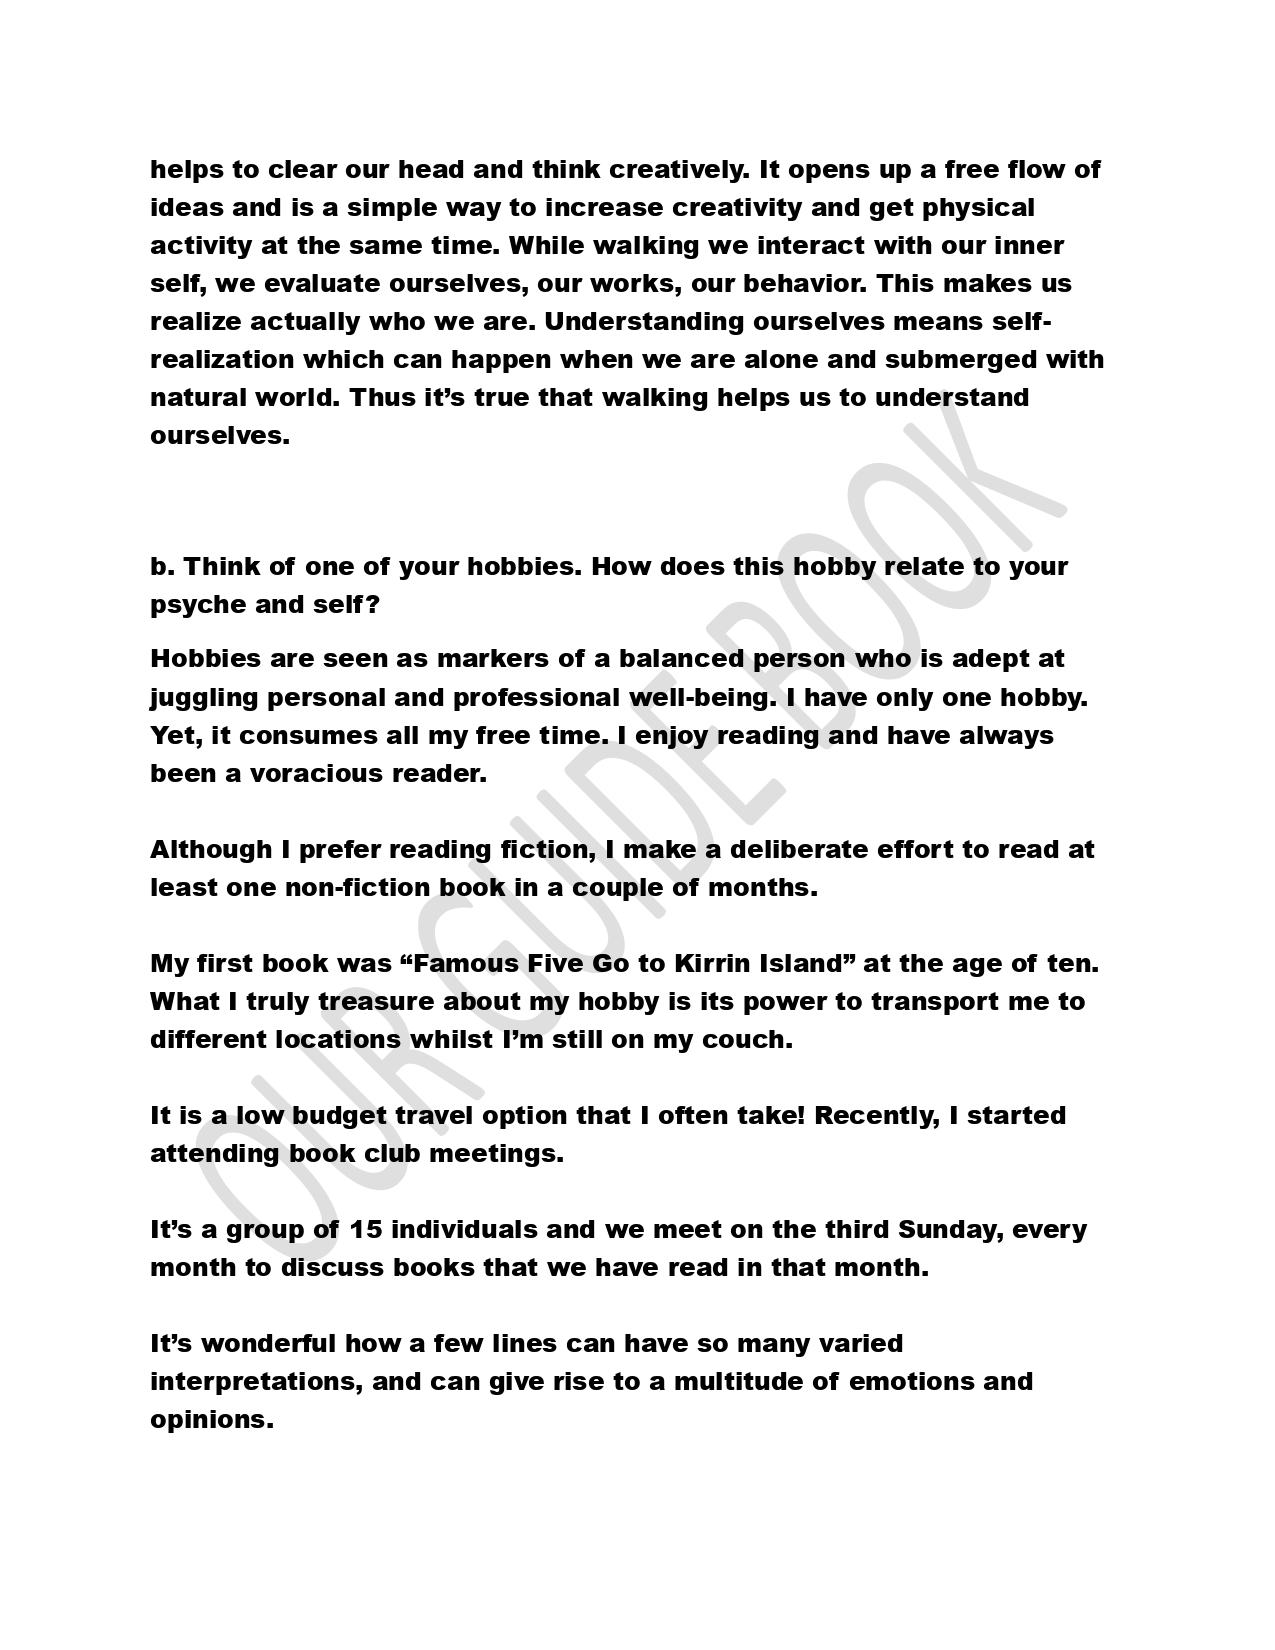 helps to clear our head and think creatively. It opens up a free flow of
ideas and is a simple way to increase creativity and get physical
activity at the same time. While walking we interact with our inner
self, we evaluate ourselves, our works, our behavior. This makes us
realize actually who we are. Understanding ourselves means self-
realization which can happen when we are alone and submerged with
natural world. Thus it’s true that walking helps us to understand
ourselves.
b. Think of one of your hobbies. How does this hobby relate to your
psyche and self?
Hobbies are seen as markers of a balanced person who is adept at
juggling personal and professional well-being. I have only one hobby.
Yet, it consumes all my free time. I enjoy reading and have always
been a voracious reader.
Although I prefer reading fiction, I make a deliberate effort to read at
least one non-fiction book in a couple of months.
My first book was “Famous Five Go to Kirrin Island” at the age of ten.
What I truly treasure about my hobby is its power to transport me to
different locations whilst I’m still on my couch.
It is a low budget travel option that I often take! Recently, I started
attending book club meetings.
It’s a group of 15 individuals and we meet on the third Sunday, every
month to discuss books that we have read in that month.
It’s wonderful how a few lines can have so many varied
interpretations, and can give rise to a multitude of emotions and
opinions.
OUR GUIDE BOOK